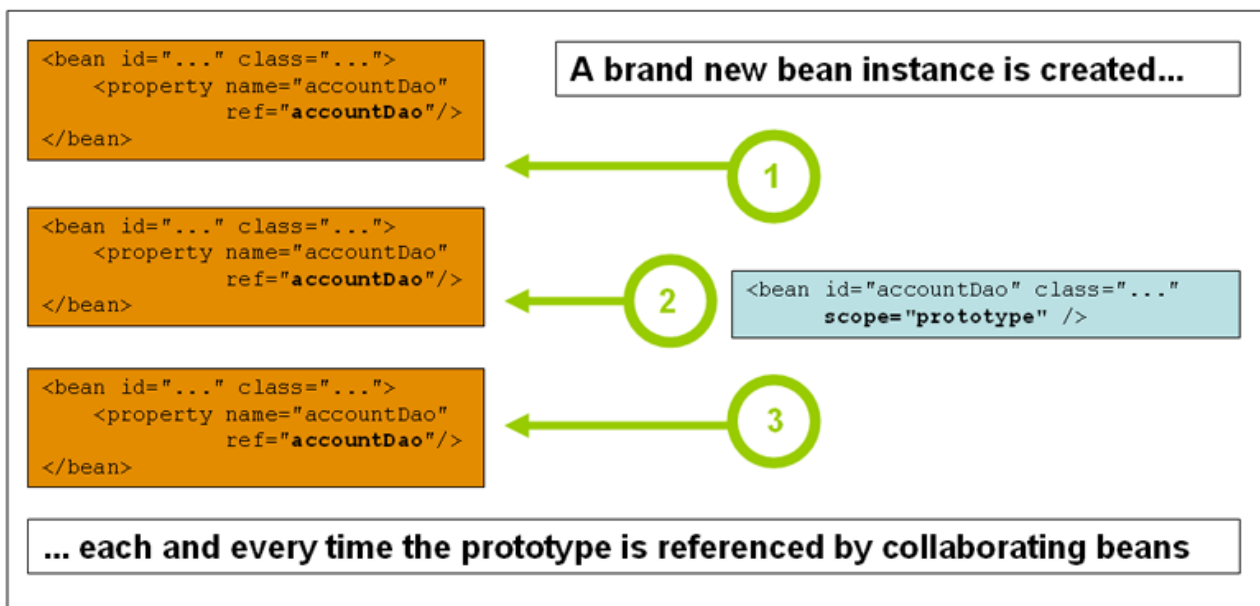 <bean id="..." class="...">
<property name="accountDao"
ref="accountDao"/>
</bean>
A brand new bean instance is created...
1
<bean id="..." class="...">
<property name="accountDao"
ref="accountDao"/>
</bean>
2
<bean id="accountDao" class="..."
scope="prototype" />
<bean id="..." class="...">
<property name="accountDao"
ref="accountDao"/>
</bean>
3
... each and every time the prototype is referenced by collaborating beans